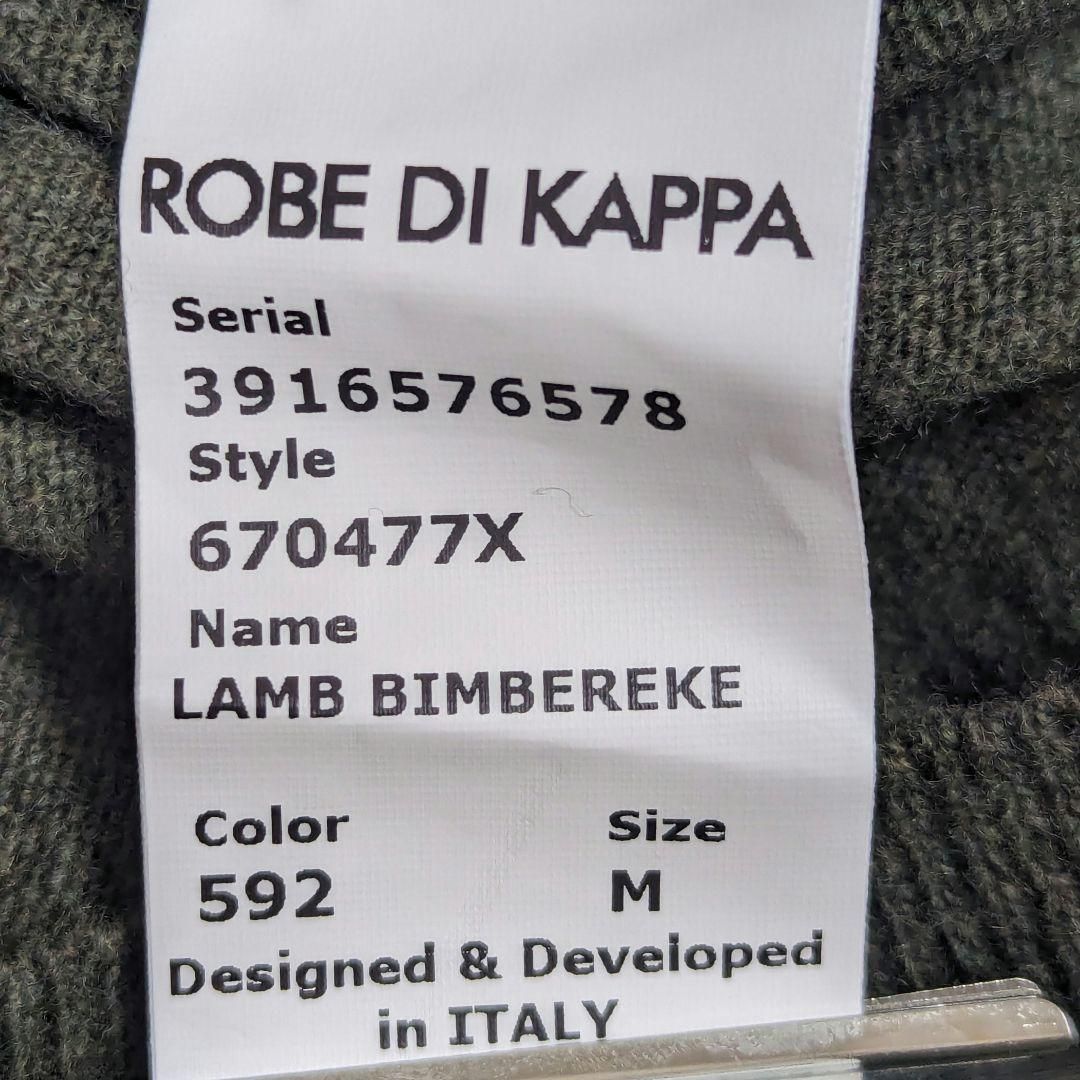 ROBE DI KAPPA
Serial
3916576578
Style
670477X
Name
LAMB BIMBEREKE
Color Size
592 M
Designed & Developed
in ITALY